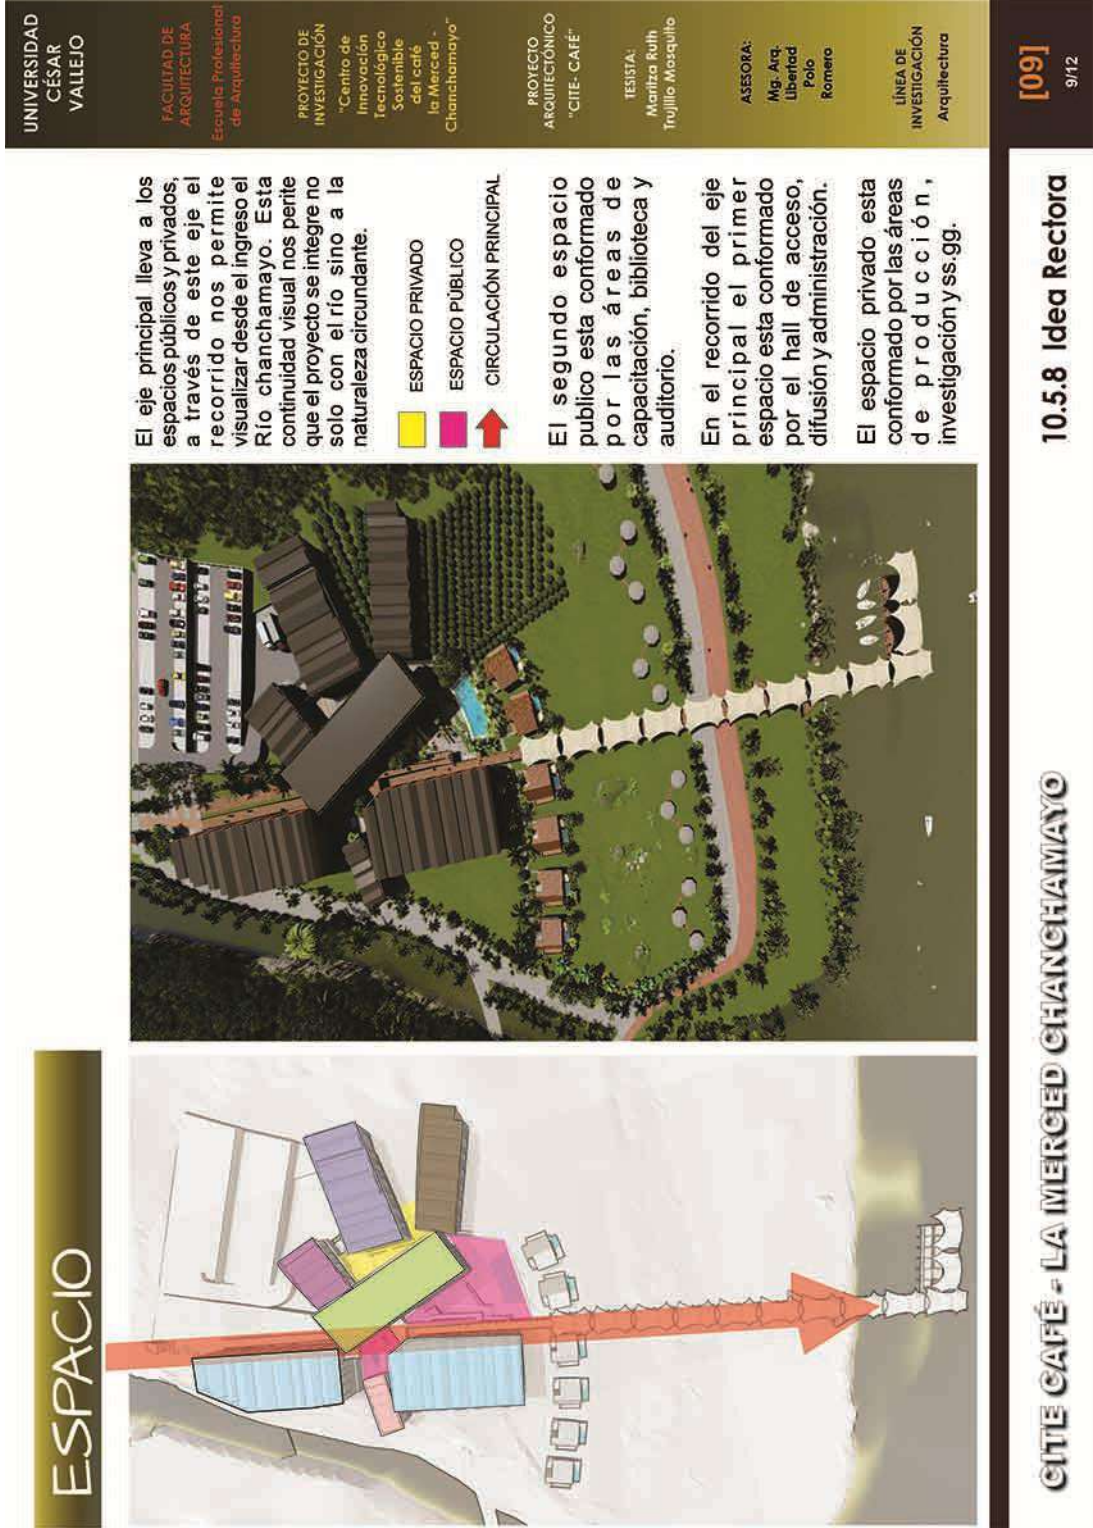 ESPACIO
El eje principal lleva a los
espacios públicos y privados,
a través de este eje el
recorrido nos permite
visualizar desde el ingreso el
Río chanchamayo. Esta
continuidad visual nos perite
que el proyecto se integre no
solo con el río sino a la
naturaleza circundante.
ESPACIO PRIVADO
ESPACIO PÚBLICO
CIRCULACIÓN PRINCIPAL
El segundo espacio
publico esta conformado
por las áreas de
capacitación, biblioteca y
auditorio.
En el recorrido del eje
principal el primer
espacio esta conformado
por el hall de acceso,
difusión y administración.
El espacio privado esta
conformado por las áreas
de producción,
investigación y ss.gg.
UNIVERSIDAD
CÉSAR
VALLEJO
FACULTAD DE
ARQUITECTURA
Escuela Profesional
de Arquitectura
PROYECTO DE
INVESTIGACIÓN
"Centro de
Innovación
Tecnológico
Sostenible
del café
la Merced -
Chanchamayo"
PROYECTO
ARQUITECTÓNICO
"CITE- CAFÉ"
TESISTA:
Maritza Ruth
Trujillo Mosquito
ASESORA:
Mg. Arq.
Libertad
Polo
Romero
LÍNEA DE
INVESTIGACIÓN
Arquitectura
CITE CAFÉ - LA MERCED CHANCHAMAYO
10.5.8 Idea Rectora
[09]
9/12